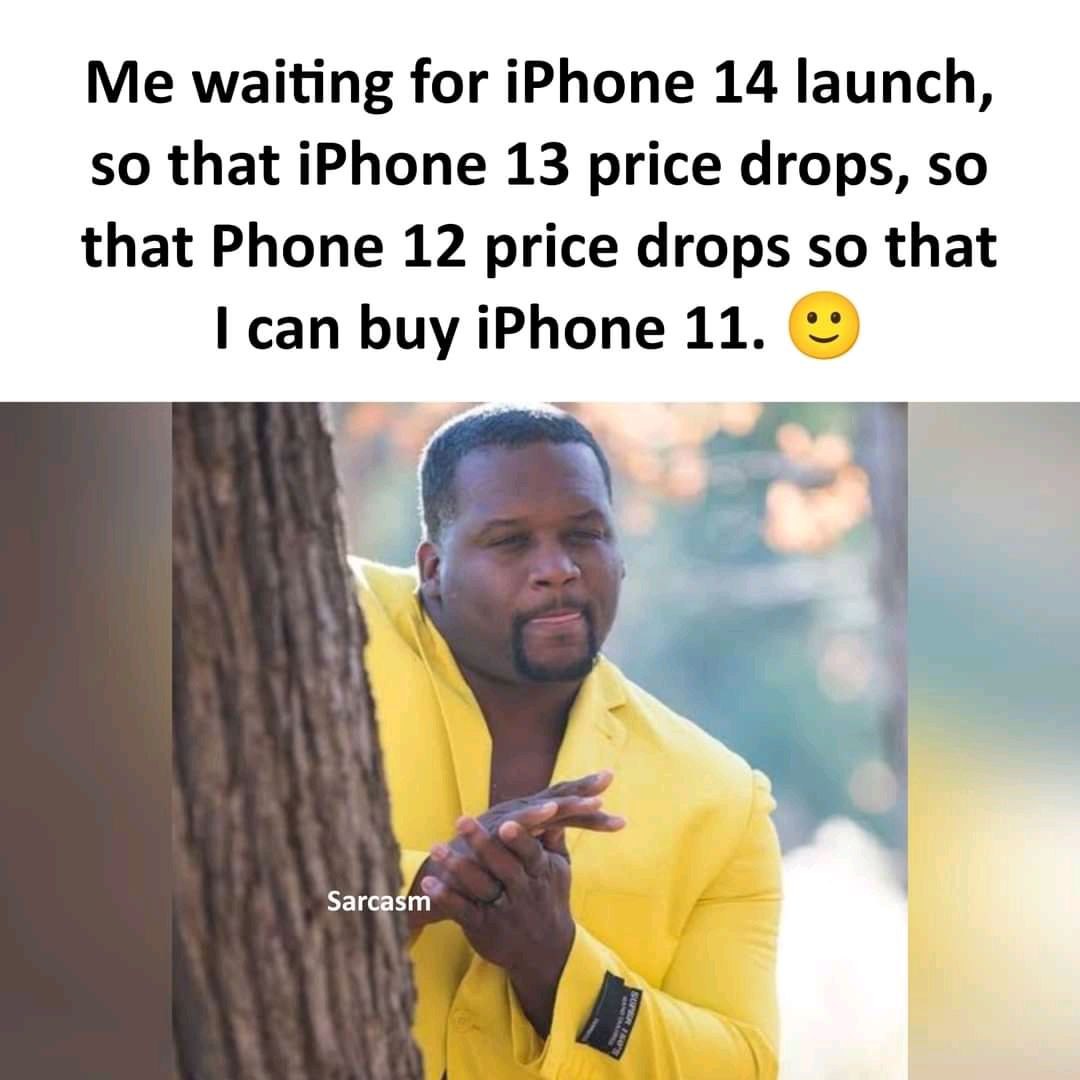 Me waiting for iPhone 14 launch,
so that iPhone 13 price drops, so
that Phone 12 price drops so that
I can buy iPhone 11. 🙂
Sarcasm